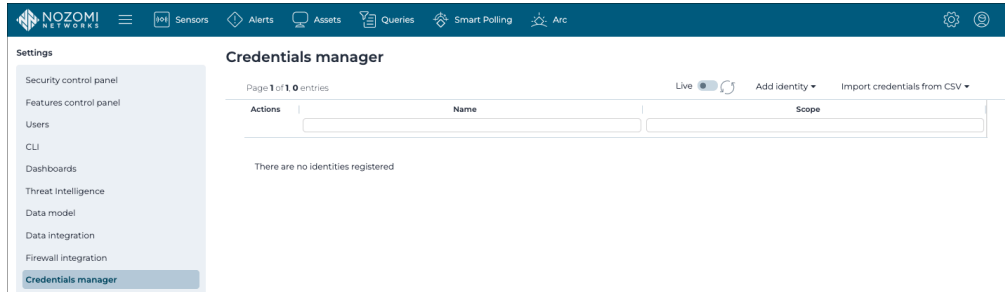 NOZOMI NETWORKS Sensors Alerts Assets Queries Smart Polling Arc
Settings
Security control panel
Features control panel
Users
CLI
Dashboards
Threat Intelligence
Data model
Data integration
Firewall integration
Credentials manager
Credentials manager
Page 1 of 1, 0 entries Live Add identity Import credentials from CSV
Actions Name Scope
There are no identities registered